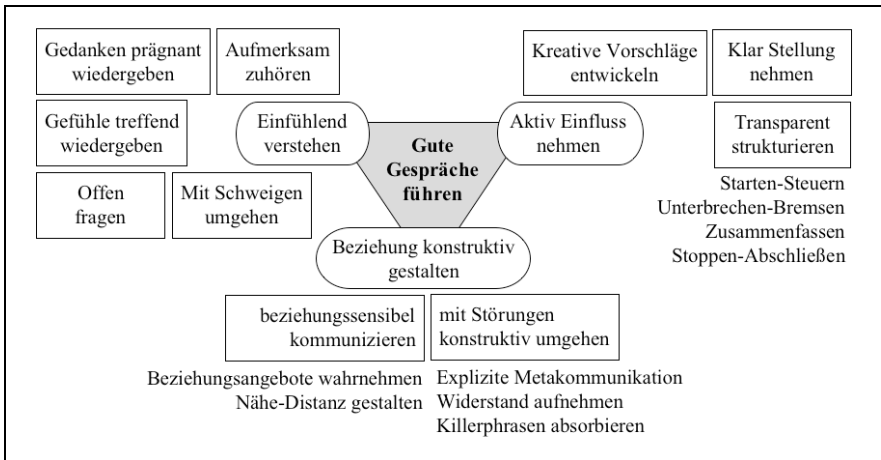 Gedanken prägnant
wiedergeben
Aufmerksam
zuhören
Kreative Vorschläge
entwickeln
Klar Stellung
nehmen
Gefühle treffend
wiedergeben
Einfühlend
verstehen
Gute
Gespräche
führen
Aktiv Einfluss
nehmen
Transparent
strukturieren
Offen
fragen
Mit Schweigen
umgehen
Starten-Steuern
Unterbrechen-Bremsen
Zusammenfassen
Stoppen-Abschließen
Beziehung konstruktiv
gestalten
beziehungssensibel
kommunizieren
mit Störungen
konstruktiv umgehen
Beziehungsangebote wahrnehmen
Nähe-Distanz gestalten
Explizite Metakommunikation
Widerstand aufnehmen
Killerphrasen absorbieren